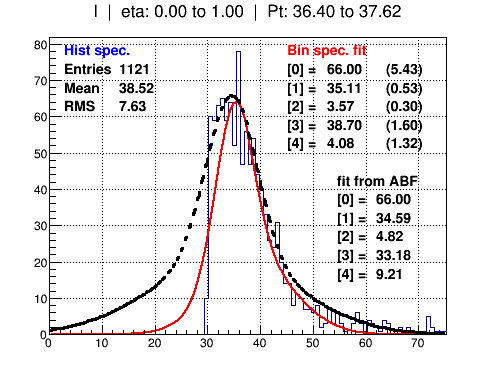 I | eta: 0.00 to 1.00 | Pt: 36.40 to 37.62
Hist spec.
Entries 1121
Mean 38.52
RMS 7.63
Bin spec. fit
[0] = 66.00 (5.43)
[1] = 35.11 (0.53)
[2] = 3.57 (0.30)
[3] = 38.70 (1.60)
[4] = 4.08 (1.32)
fit from ABF
[0] = 66.00
[1] = 34.59
[2] = 4.82
[3] = 33.18
[4] = 9.21
80
70
60
50
40
30
20
10
0
0 10 20 30 40 50 60 70